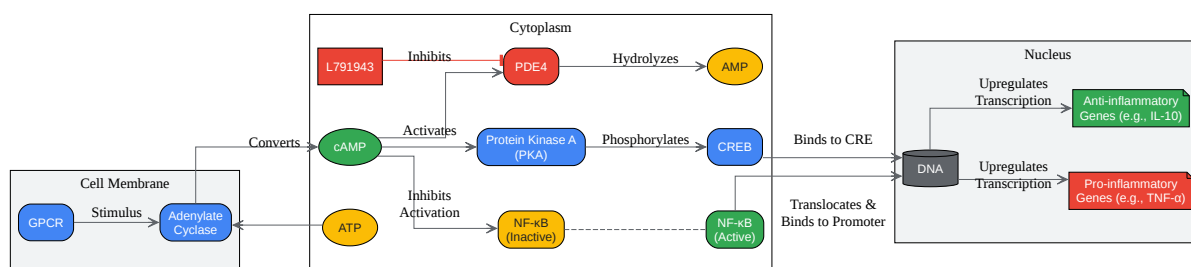 Cytoplasm
L791943
Inhibits
PDE4
Hydrolyzes
AMP
cAMP
Activates
Protein Kinase A
(PKA)
Phosphorylates
CREB
Inhibits
Activation
NF-κB
(Inactive)
NF-κB
(Active)
ATP
Converts
Cell Membrane
GPCR
Stimulus
Adenylate
Cyclase
Binds to CRE
Translocates &
Binds to Promoter
Nucleus
DNA
Upregulates
Transcription
Anti-inflammatory
Genes (e.g., IL-10)
Upregulates
Transcription
Pro-inflammatory
Genes (e.g., TNF-α)